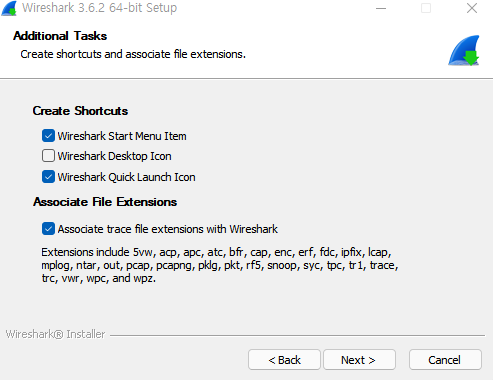 Wireshark 3.6.2 64-bit Setup
Additional Tasks
Create shortcuts and associate file extensions.
Create Shortcuts
Wireshark Start Menu Item
Wireshark Desktop Icon
Wireshark Quick Launch Icon
Associate File Extensions
Associate trace file extensions with Wireshark
Extensions include 5vw, acp, apc, atc, bfr, cap, enc, erf, fdc, ipfix, lcap,
mplog, ntar, out, pcap, pcapng, pklg, pkt, rf5, snoop, syc, tpc, tr1, trace,
trc, vwr, wpc, and wpz.
Wireshark® Installer
< Back
Next >
Cancel